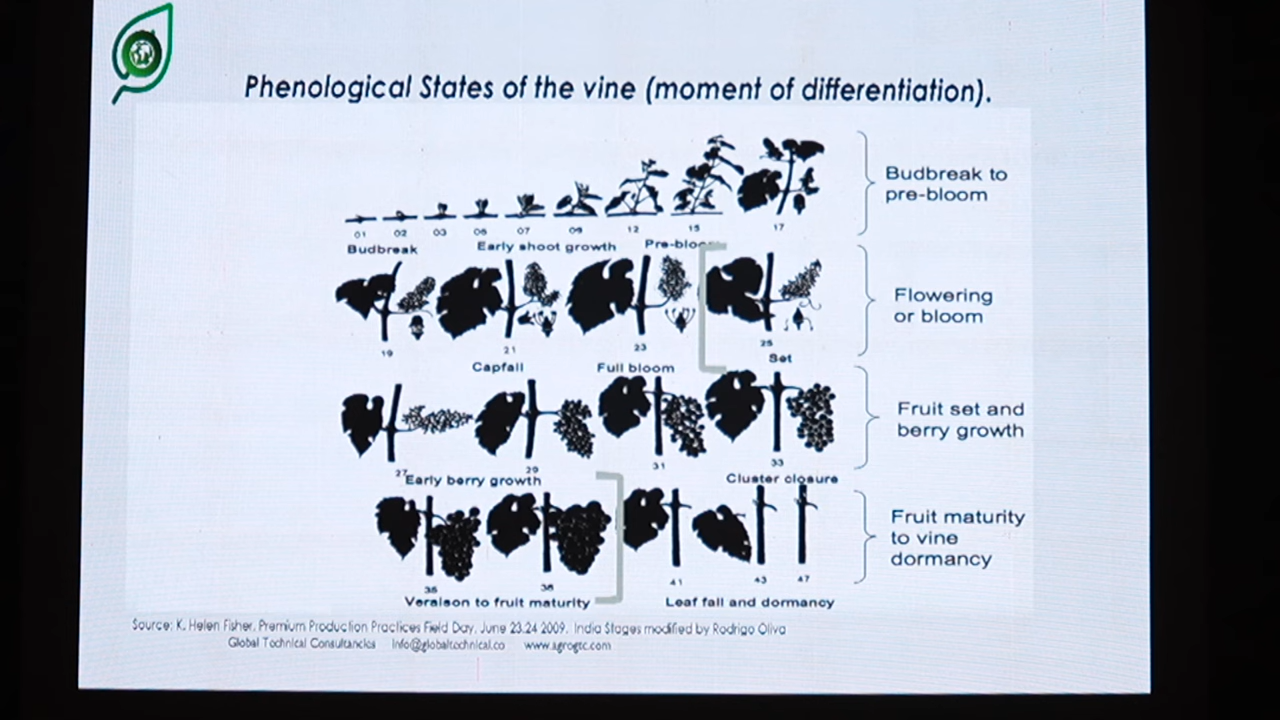 Phenological States of the vine (moment of differentiation).
Budbreak to
pre-bloom
01 02 03 05 07 09 12 15 17
Budbreak Early shoot growth
Flowering
or bloom
19 21 23 25
Capfall Full bloom Set
Fruit set and
berry growth
27 29 31 33
Early berry growth Cluster closure
Fruit maturity
to vine
dormancy
35 38 41 43 47
Veraison to fruit maturity Leaf fall and dormancy
Source: K. Helen Fisher, Premium Production Practices Field Day, June 23.24 2009. India Stages modified by Rodrigo Oliva
Global Technical Consultancies info@globaltechnical.co www.agrogtc.com